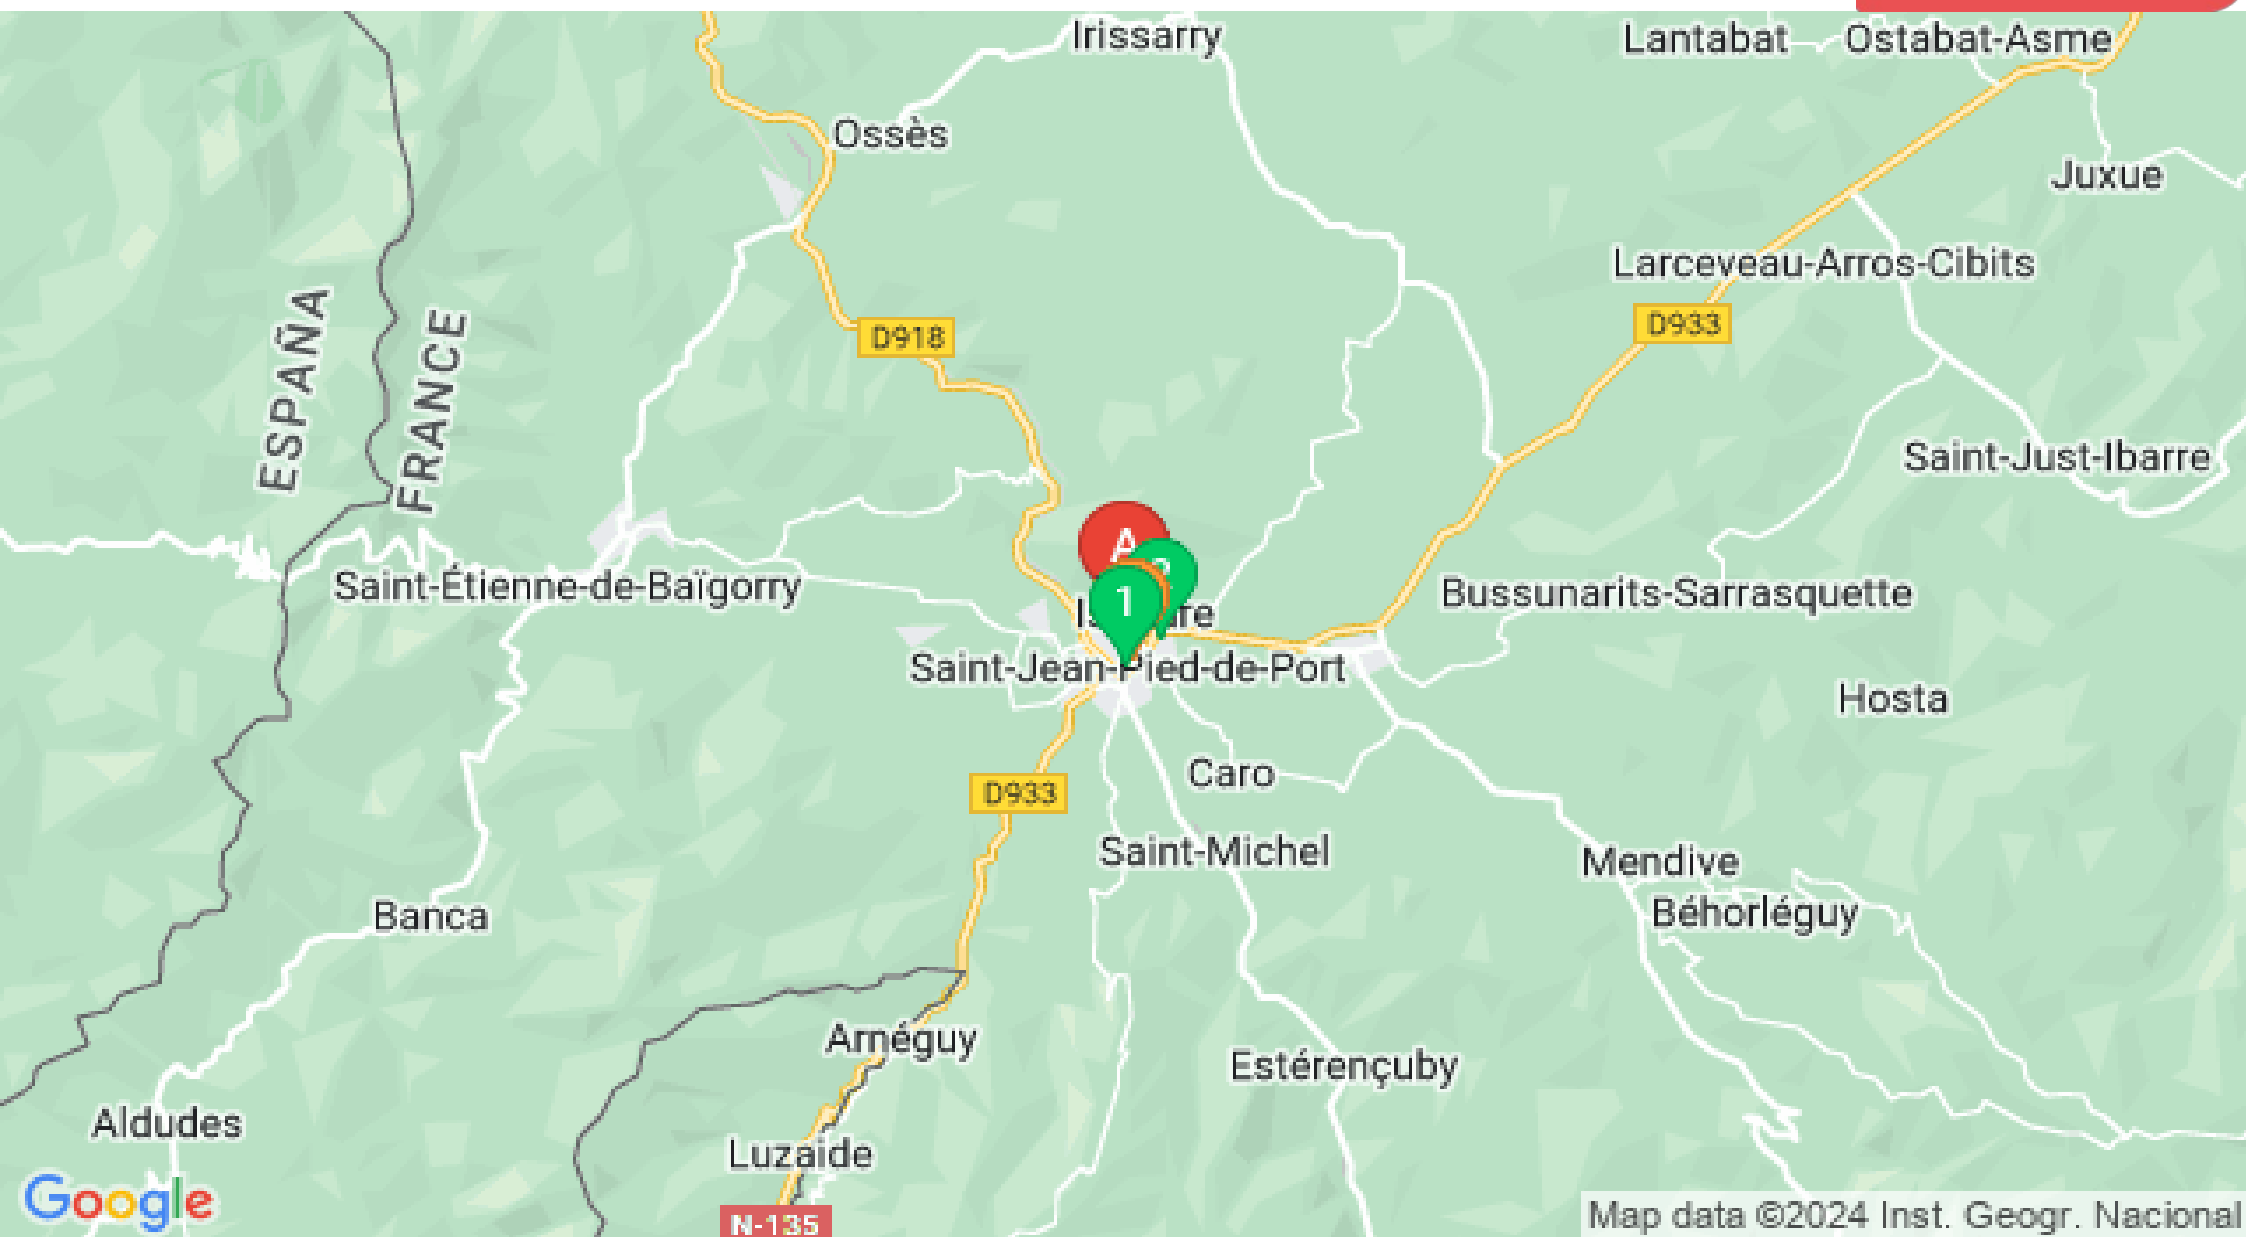 Irissarry
Lantabat
Ostabat-Asme
Ossès
Juxue
Larceveau-Arros-Cibits
D918
D933
ESPAÑA
FRANCE
Saint-Just-Ibarre
A
1
Saint-Étienne-de-Baïgorry
Bussunarits-Sarrasquette
Saint-Jean-Pied-de-Port
Hosta
Caro
D933
Saint-Michel
Mendive
Béhorléguy
Banca
Arnéguy
Estérençuby
Aldudes
Luzaide
Google
N-135
Map data ©2024 Inst. Geogr. Nacional